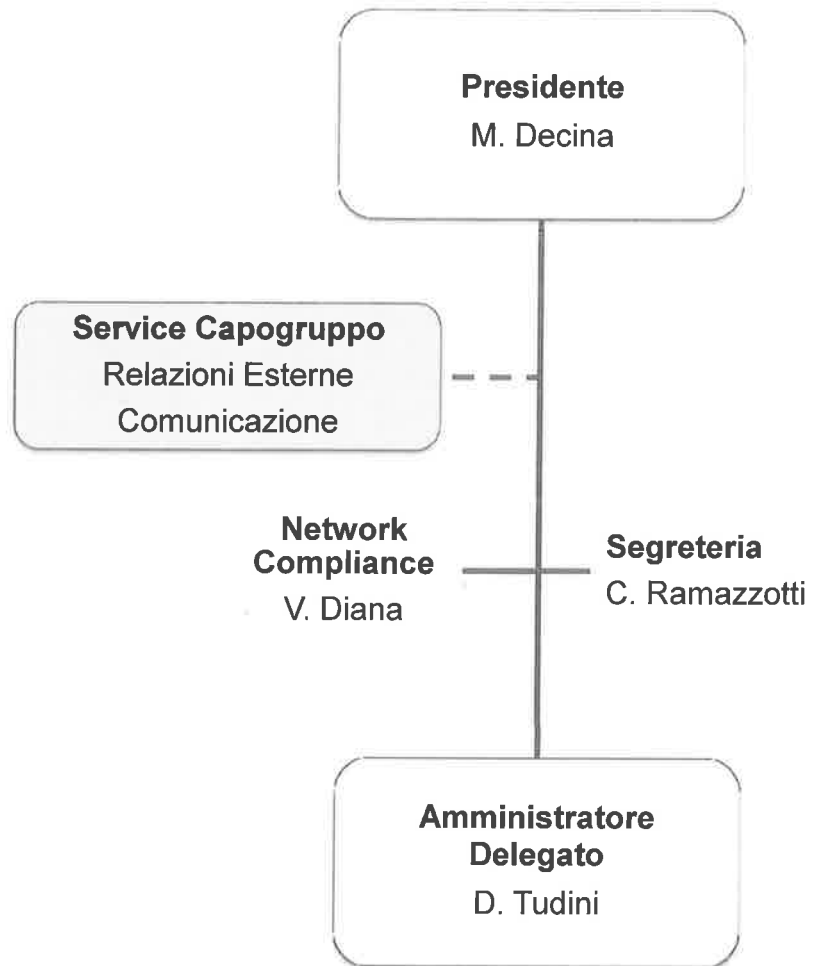 Presidente
M. Decina
Service Capogruppo
Relazioni Esterne
Comunicazione
Network
Compliance
V. Diana
Segreteria
C. Ramazzotti
Amministratore
Delegato
D. Tudini